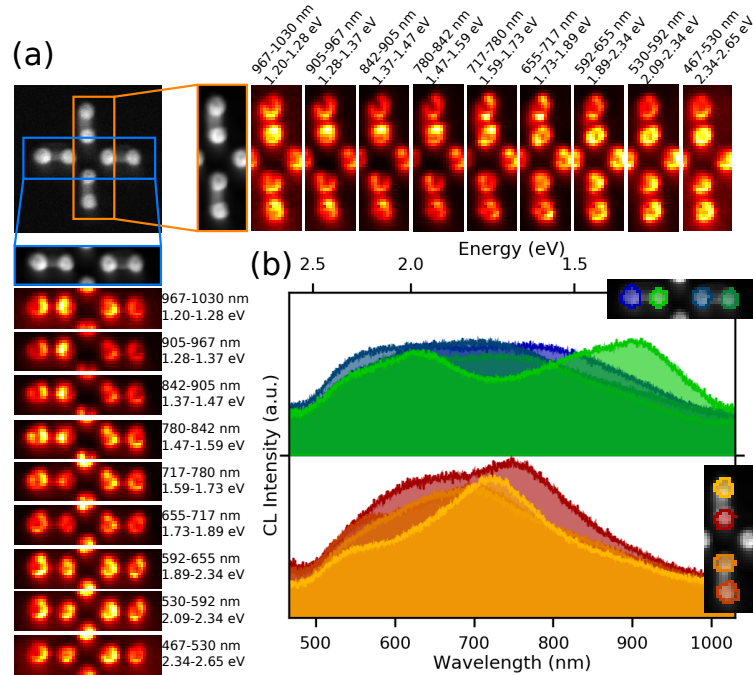 (a)
967-1030 nm
1.20-1.28 eV
905-967 nm
1.28-1.37 eV
842-905 nm
1.37-1.47 eV
780-842 nm
1.47-1.59 eV
717-780 nm
1.59-1.73 eV
655-717 nm
1.73-1.89 eV
592-655 nm
1.89-2.34 eV
530-592 nm
2.09-2.34 eV
467-530 nm
2.34-2.65 eV
967-1030 nm
1.20-1.28 eV
905-967 nm
1.28-1.37 eV
842-905 nm
1.37-1.47 eV
780-842 nm
1.47-1.59 eV
717-780 nm
1.59-1.73 eV
655-717 nm
1.73-1.89 eV
592-655 nm
1.89-2.34 eV
530-592 nm
2.09-2.34 eV
467-530 nm
2.34-2.65 eV
(b)
Energy (eV)
2.5 2.0 1.5
CL Intensity (a.u.)
500 600 700 800 900 1000
Wavelength (nm)